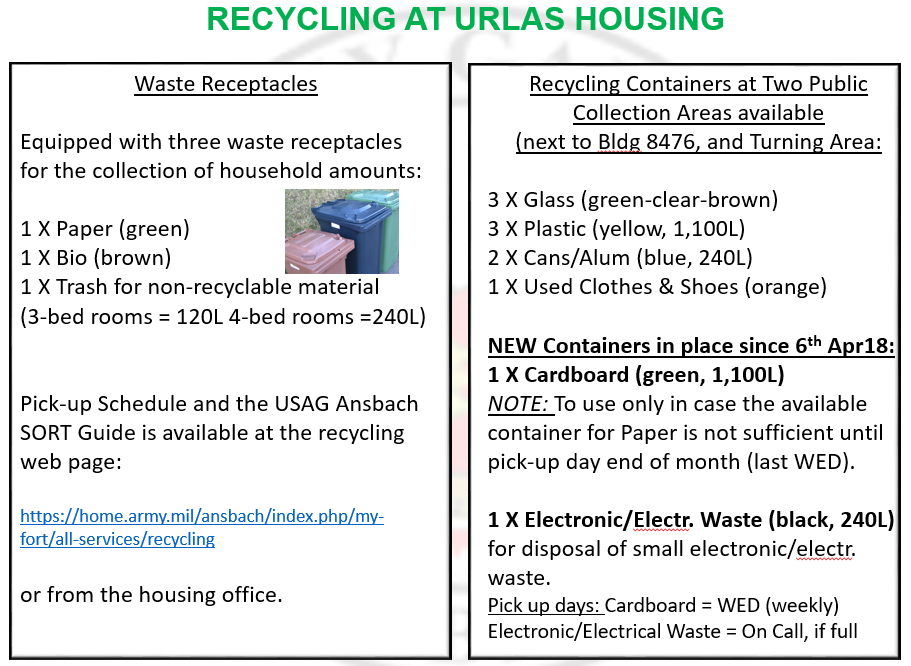 RECYCLING AT URLAS HOUSING
Waste Receptacles
Equipped with three waste receptacles
for the collection of household amounts:
1 X Paper (green)
1 X Bio (brown)
1 X Trash for non-recyclable material
(3-bed rooms = 120L 4-bed rooms =240L)
Pick-up Schedule and the USAG Ansbach
SORT Guide is available at the recycling
web page:
https://home.army.mil/ansbach/index.php/my-
fort/all-services/recycling
or from the housing office.
Recycling Containers at Two Public
Collection Areas available
(next to Bldg 8476, and Turning Area:
3 X Glass (green-clear-brown)
3 X Plastic (yellow, 1,100L)
2 X Cans/Alum (blue, 240L)
1 X Used Clothes & Shoes (orange)
NEW Containers in place since 6th Apr18:
1 X Cardboard (green, 1,100L)
NOTE: To use only in case the available
container for Paper is not sufficient until
pick-up day end of month (last WED).
1 X Electronic/Electr. Waste (black, 240L)
for disposal of small electronic/electr.
waste.
Pick up days: Cardboard = WED (weekly)
Electronic/Electrical Waste = On Call, if full